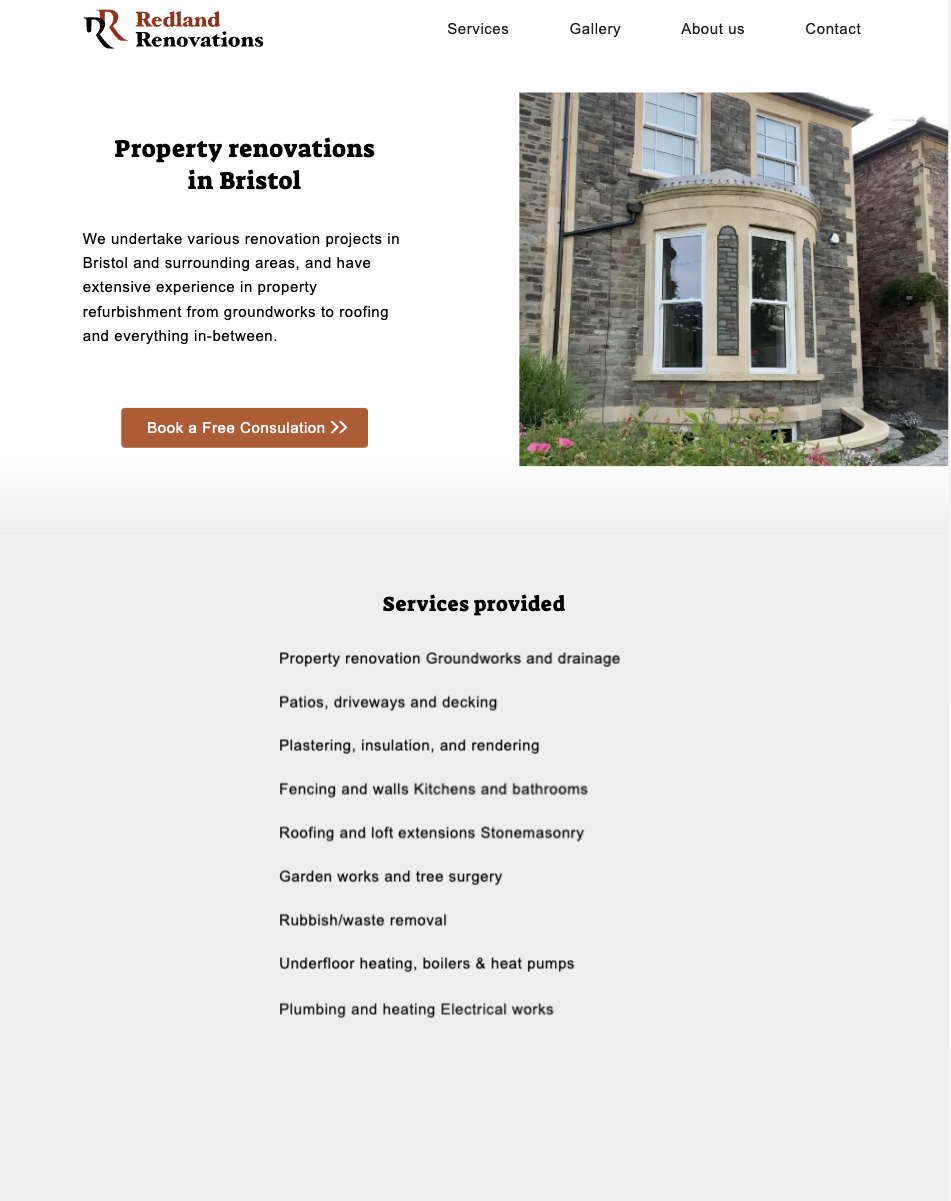 Redland
Renovations
Services
Gallery
About us
Contact
Property renovations
in Bristol
We undertake various renovation projects in
Bristol and surrounding areas, and have
extensive experience in property
refurbishment from groundworks to roofing
and everything in-between.
Book a Free Consulation
Services provided
Property renovation Groundworks and drainage
Patios, driveways and decking
Plastering, insulation, and rendering
Fencing and walls Kitchens and bathrooms
Roofing and loft extensions Stonemasonry
Garden works and tree surgery
Rubbish/waste removal
Underfloor heating, boilers & heat pumps
Plumbing and heating Electrical works